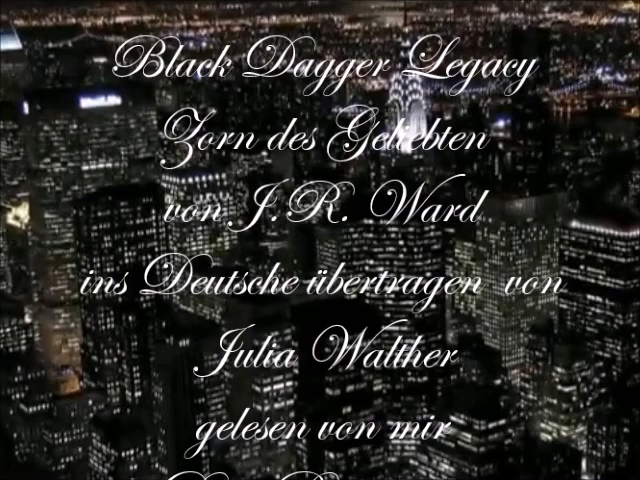 Black Dagger Legacy
Zorn des Geliebten
von J.R. Ward
ins Deutsche übertragen von
Julia Walther
gelesen von mir